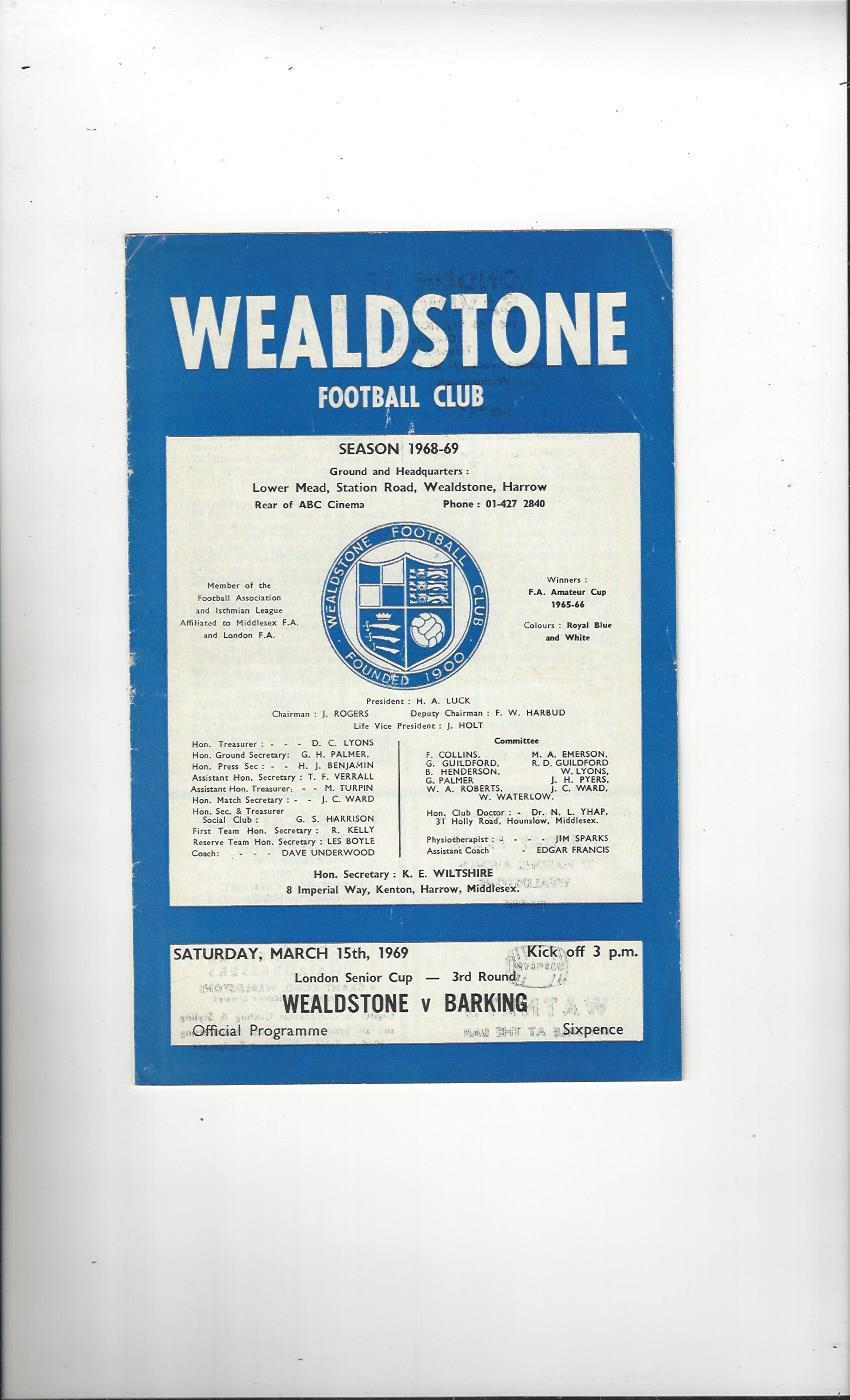 WEALDSTONE
FOOTBALL CLUB
SEASON 1968-69
Ground and Headquarters :
Lower Mead, Station Road, Wealdstone, Harrow
Rear of ABC Cinema Phone : 01-427 2840
Member of the
Football Association
and Isthmian League
Affiliated to Middlesex F.A.
and London F.A.
WEALDSTONE FOOTBALL CLUB
FOUNDED 1900
Winners :
F.A. Amateur Cup
1965-66
Colours : Royal Blue
and White
President : H. A. LUCK
Chairman : J. ROGERS Deputy Chairman : F. W. HARBUD
Life Vice President : J. HOLT
Hon. Treasurer : - - - D. C. LYONS
Hon. Ground Secretary: G. H. PALMER,
Hon. Press Sec : - - H. J. BENJAMIN
Assistant Hon. Secretary : T. F. VERRALL
Assistant Hon. Treasurer: - - M. TURPIN
Hon. Match Secretary : - - J. C. WARD
Hon. Sec. & Treasurer
Social Club : G. S. HARRISON
First Team Hon. Secretary : R. KELLY
Reserve Team Hon. Secretary : LES BOYLE
Coach: - - - DAVE UNDERWOOD
Committee
F. COLLINS, M. A. EMERSON,
G. GUILDFORD, R. D. GUILDFORD
B. HENDERSON, W. LYONS,
G. PALMER J. H. PYERS,
W. A. ROBERTS, J. C. WARD,
W. WATERLOW.
Hon. Club Doctor : - Dr. N. L. YHAP,
31 Holly Road, Hounslow, Middlesex.
Physiotherapist : - - - - JIM SPARKS
Assistant Coach - EDGAR FRANCIS
Hon. Secretary : K. E. WILTSHIRE
8 Imperial Way, Kenton, Harrow, Middlesex.
SATURDAY, MARCH 15th, 1969 Kick off 3 p.m.
London Senior Cup — 3rd Round
WEALDSTONE v BARKING
Official Programme Sixpence